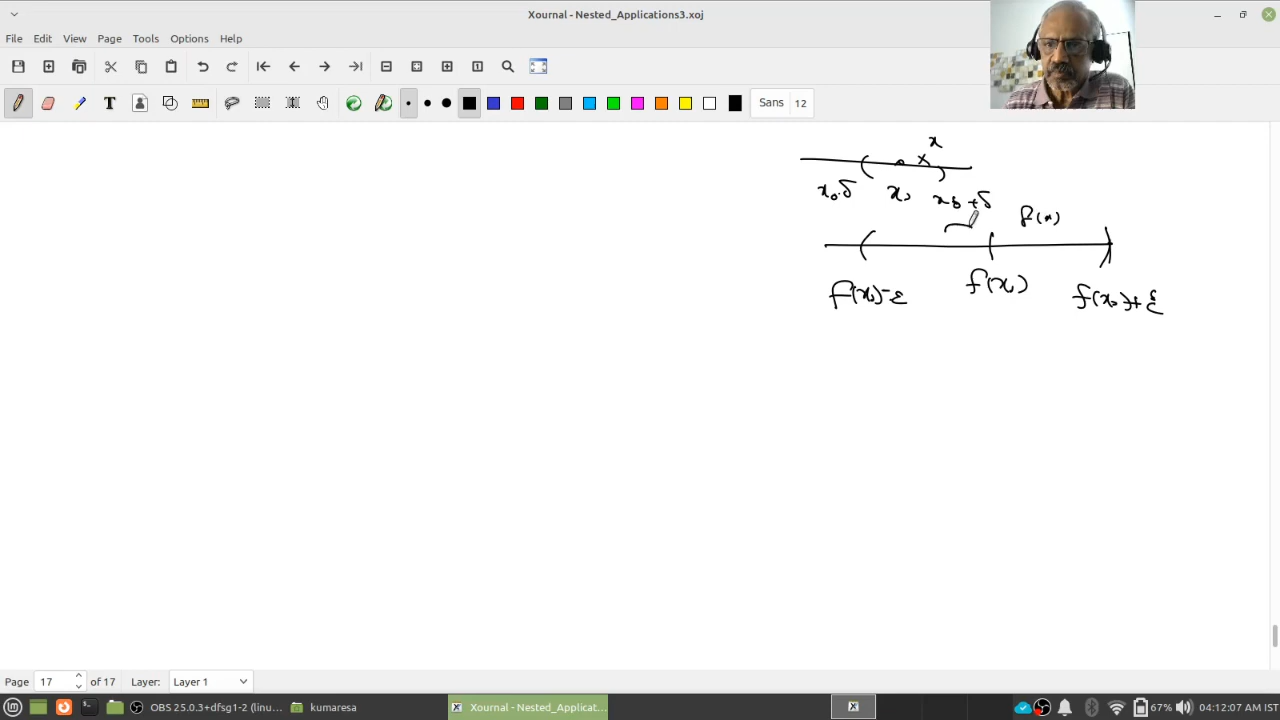 Xournal - Nested_Applications3.xoj
File Edit View Page Tools Options Help
Sans 12
x
x₀-δ x₀ x₀+δ
f(x)
f(x₀)-ε f(x₀) f(x₀)+ε
Page 17 of 17 Layer: Layer 1
OBS 25.0.3+dfsg1-2 (linu... kumaresa Xournal - Nested_Applicat... 67% 04:12:07 AM IST